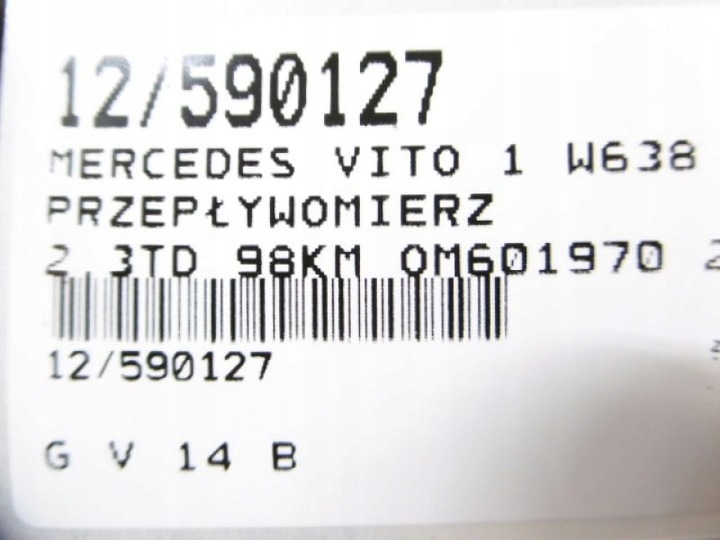 12/590127
MERCEDES VITO 1 W638
PRZEPŁYWOMIERZ
2.3TD 98KM OM601970
12/590127
G V 14 B